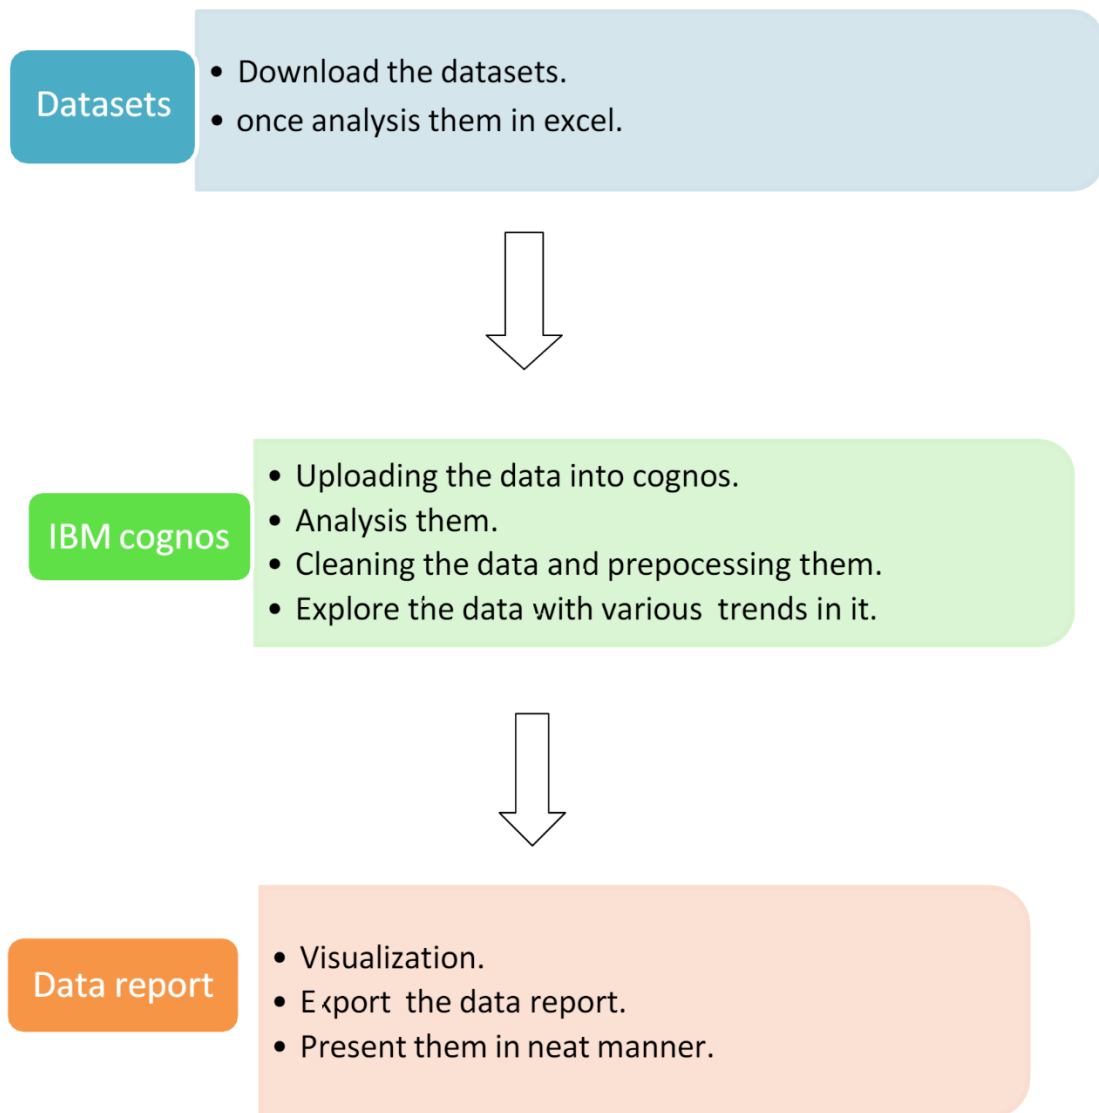 Datasets
• Download the datasets.
• once analysis them in excel.
IBM cognos
• Uploading the data into cognos.
• Analysis them.
• Cleaning the data and prepocessing them.
• Explore the data with various  trends in it.
Data report
• Visualization.
• Export  the data report.
• Present them in neat manner.